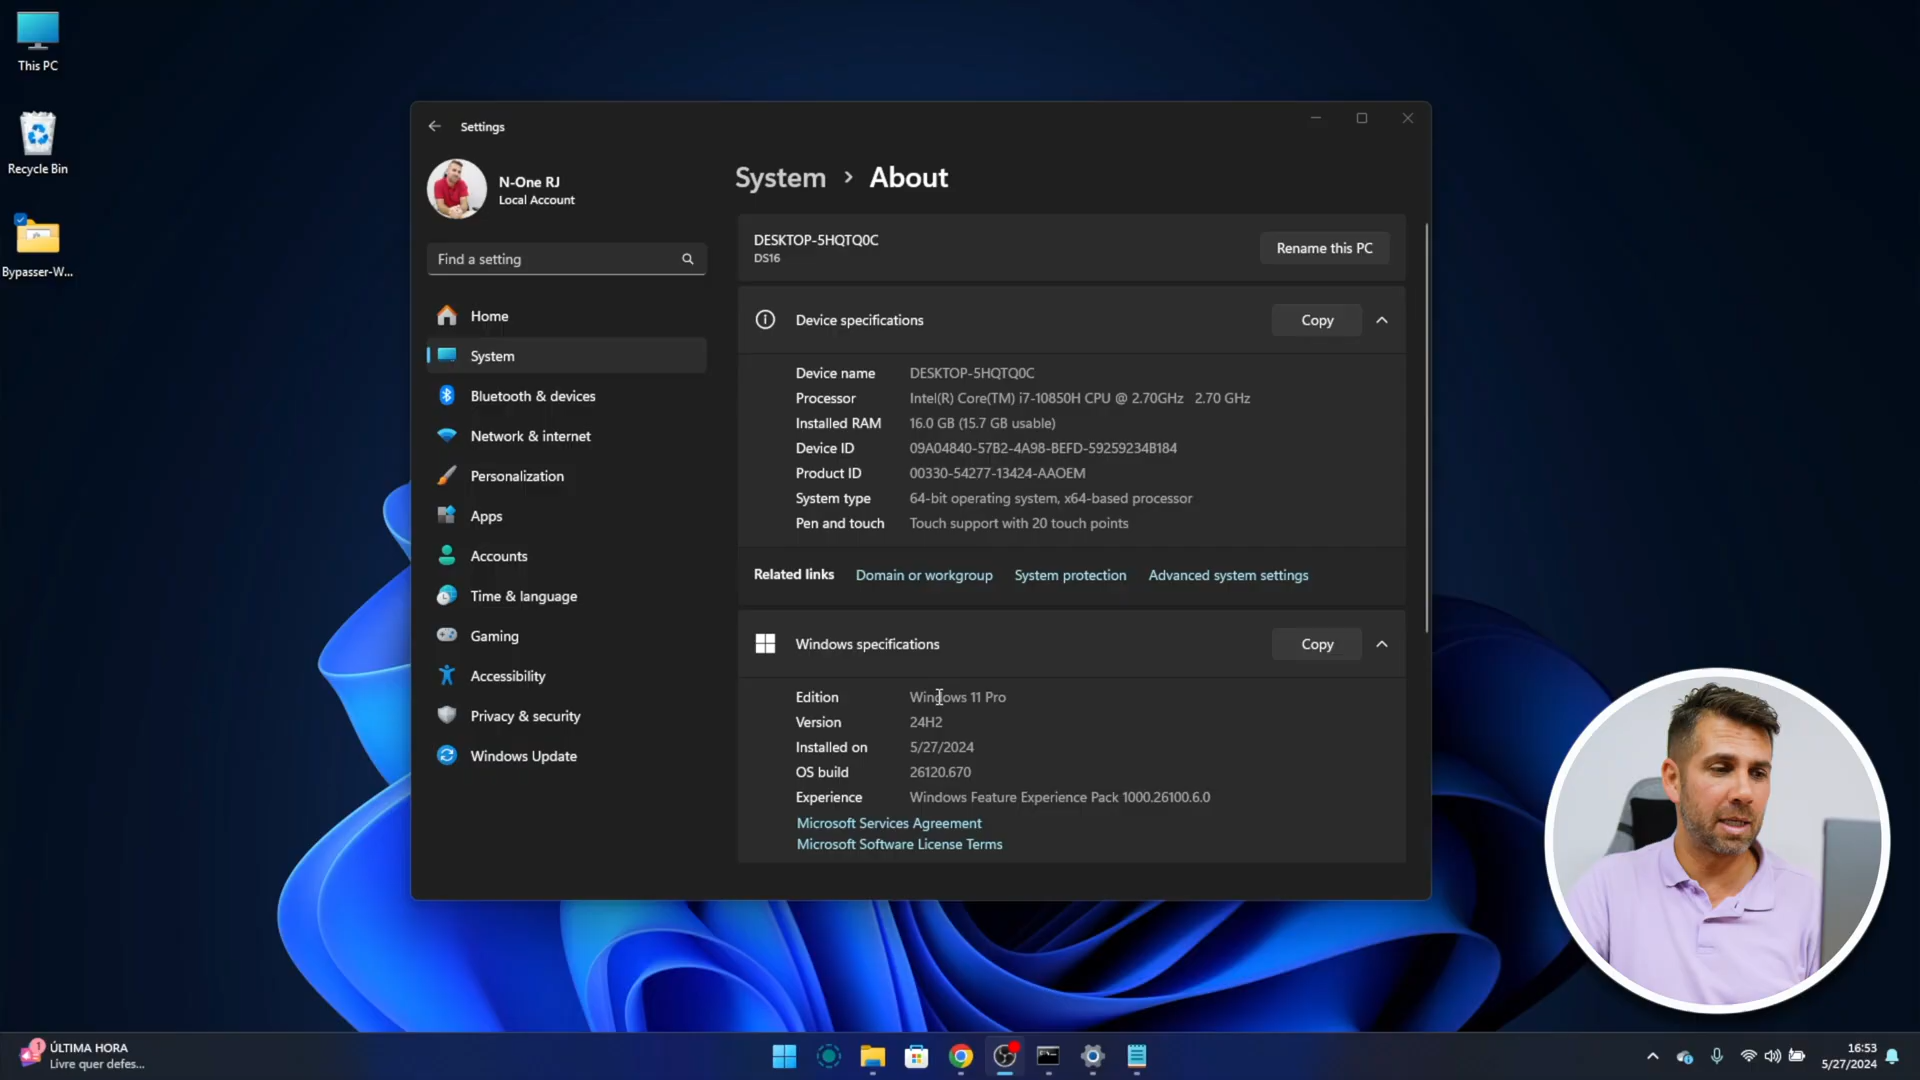 This PC
Recycle Bin
Bypasser-W...
Settings
N-One RJ
Local Account
Find a setting
Home
System
Bluetooth & devices
Network & internet
Personalization
Apps
Accounts
Time & language
Gaming
Accessibility
Privacy & security
Windows Update
System › About
DESKTOP-5HQTQ0C
DS16
Rename this PC
Device specifications
Copy
Device name DESKTOP-5HQTQ0C
Processor Intel(R) Core(TM) i7-10850H CPU @ 2.70GHz 2.70 GHz
Installed RAM 16.0 GB (15.7 GB usable)
Device ID 09A04840-57B2-4A98-BEFD-59259234B184
Product ID 00330-54277-13424-AAOEM
System type 64-bit operating system, x64-based processor
Pen and touch Touch support with 20 touch points
Related links Domain or workgroup System protection Advanced system settings
Windows specifications
Copy
Edition Windows 11 Pro
Version 24H2
Installed on 5/27/2024
OS build 26120.670
Experience Windows Feature Experience Pack 1000.26100.6.0
Microsoft Services Agreement
Microsoft Software License Terms
1
ÚLTIMA HORA
Livre quer defes...
16:53
5/27/2024